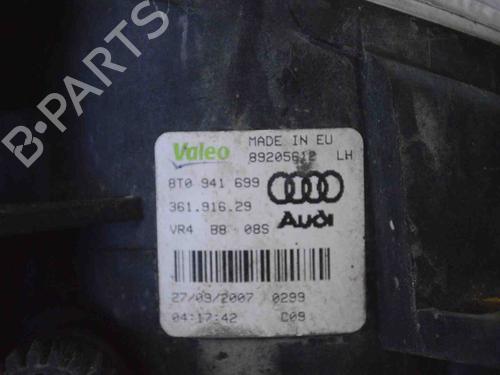 B-PARTS
Valeo MADE IN EU
89205612 LH
8T0 941 699
361.916.29
VR4 B8 08S Audi
27/09/2007 0299
04:17:42 C09